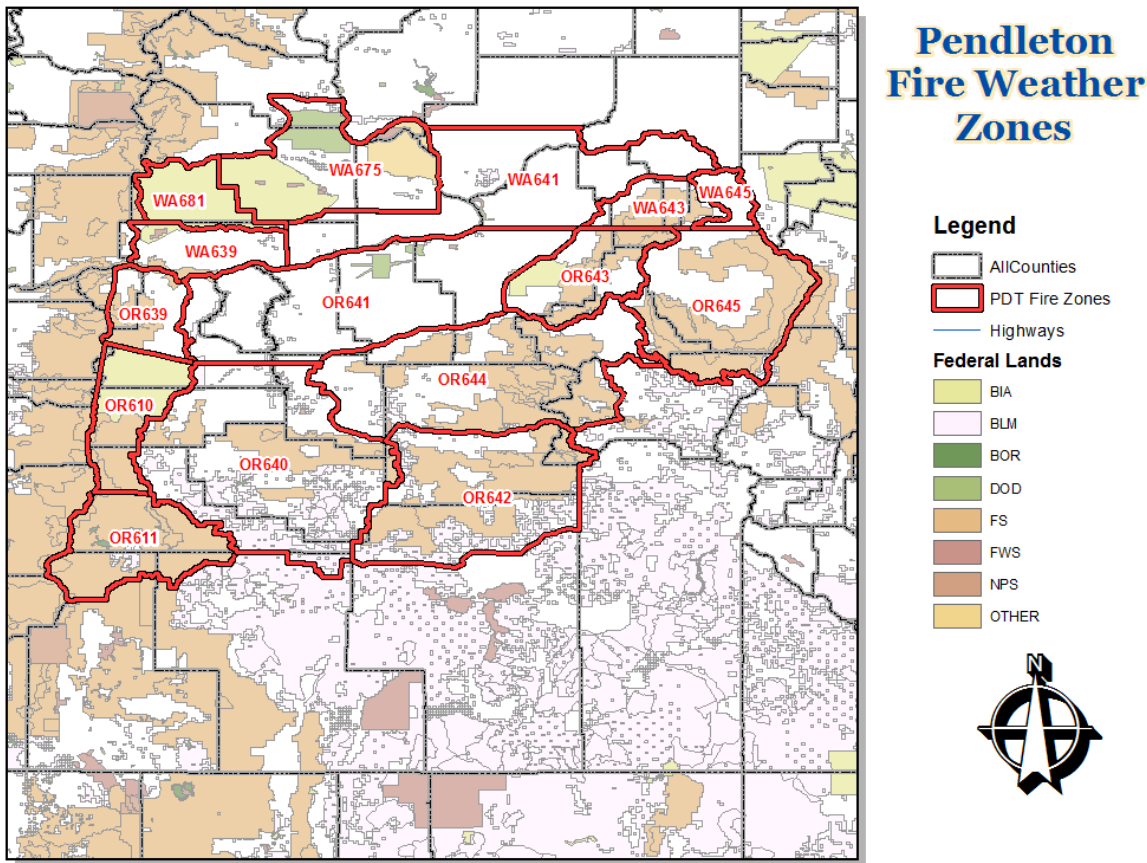 Pendleton
Fire Weather
Zones
WA675
WA641
WA681
WA645
WA643
WA639
OR643
OR641
OR645
OR639
OR644
OR610
OR640
OR642
OR611
Legend
AllCounties
PDT Fire Zones
Highways
Federal Lands
BIA
BLM
BOR
DOD
FS
FWS
NPS
OTHER
N